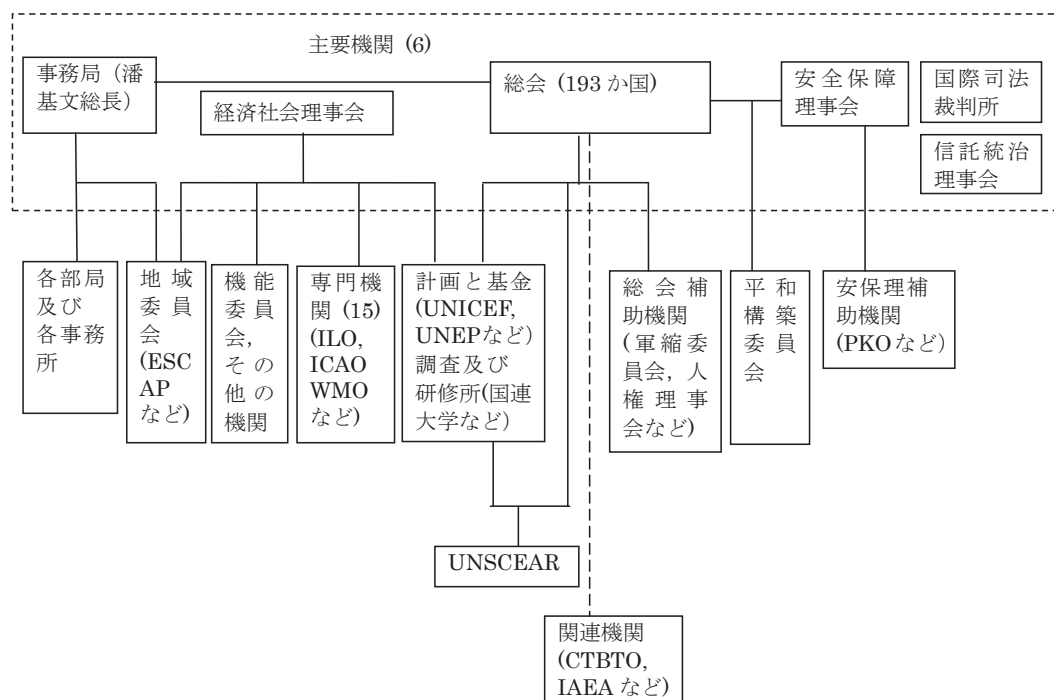 主要機関 (6)
事務局（潘
基文総長）
経済社会理事会
総会 (193 か国)
安全保障
理事会
国際司法
裁判所
信託統治
理事会
各部局
及び
各事務
所
地域
委員
会
(ESC
AP
など)
機能
委員
会，
その
他の
機関
専門機
関 (15)
(ILO,
ICAO
WMO
など)
計画と基金
(UNICEF,
UNEPなど）
調査及び
研修所(国連
大学など）
総会補
助機関
(軍縮委
員会，人
権理事
会など)
平和
構築
委員
会
安保理補
助機関
(PKO など）
UNSCEAR
関連機関
(CTBTO,
IAEA など)